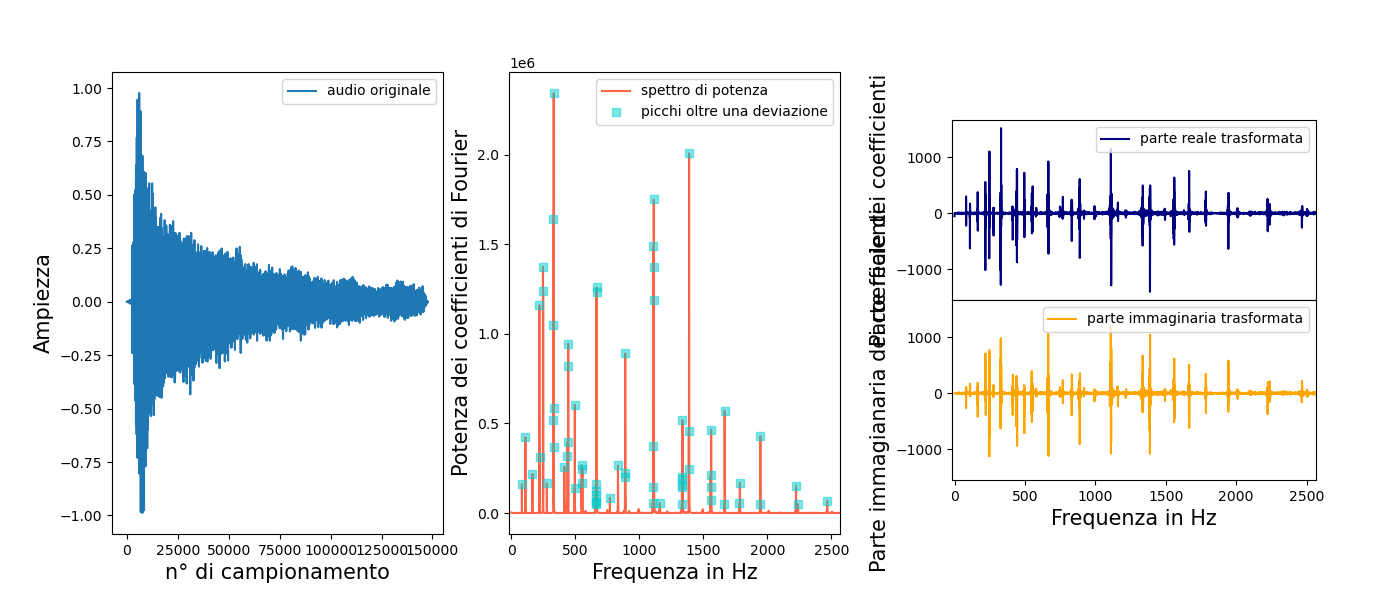 audio originale
1.00
0.75
0.50
0.25
0.00
−0.25
−0.50
−0.75
−1.00
Ampiezza
0 25000 50000 75000 100000 125000 150000
n° di campionamento
1e6
spettro di potenza
picchi oltre una deviazione
2.0
1.5
1.0
0.5
0.0
Potenza dei coefficienti di Fourier
0 500 1000 1500 2000 2500
Frequenza in Hz
parte reale trasformata
1000
0
−1000
Parte reale dei coefficienti
parte immaginaria trasformata
1000
0
−1000
Parte immagianaria dei coefficienti
0 500 1000 1500 2000 2500
Frequenza in Hz